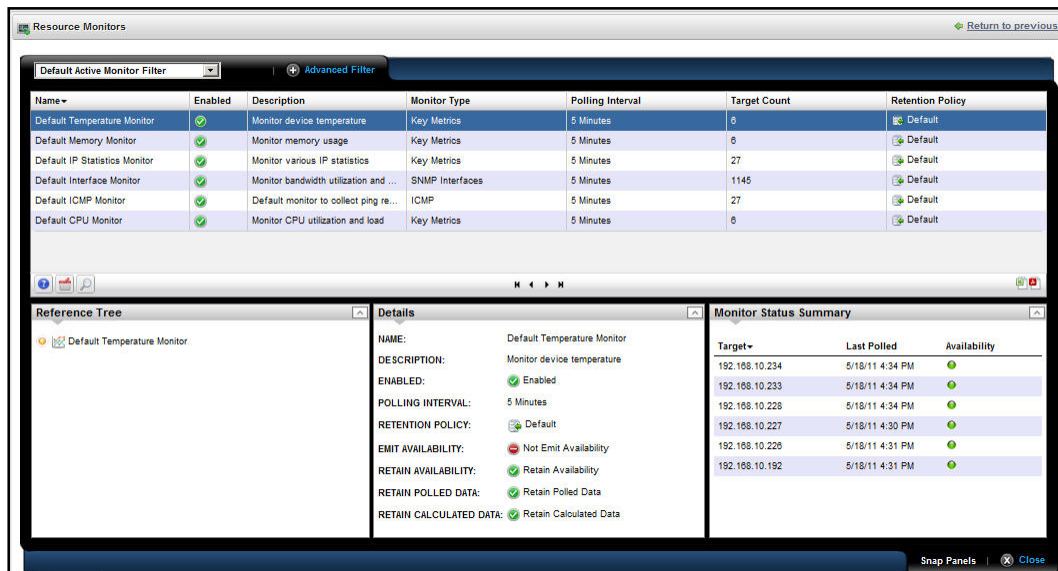 Resource Monitors
Return to previous
Default Active Monitor Filter | Advanced Filter
Name Enabled Description Monitor Type Polling Interval Target Count Retention Policy
Default Temperature Monitor Monitor device temperature Key Metrics 5 Minutes 6 Default
Default Memory Monitor Monitor memory usage Key Metrics 5 Minutes 6 Default
Default IP Statistics Monitor Monitor various IP statistics Key Metrics 5 Minutes 27 Default
Default Interface Monitor Monitor bandwidth utilization and ... SNMP Interfaces 5 Minutes 1145 Default
Default ICMP Monitor Default monitor to collect ping re... ICMP 5 Minutes 27 Default
Default CPU Monitor Monitor CPU utilization and load Key Metrics 5 Minutes 6 Default
Reference Tree
Default Temperature Monitor
Details
NAME: Default Temperature Monitor
DESCRIPTION: Monitor device temperature
ENABLED: Enabled
POLLING INTERVAL: 5 Minutes
RETENTION POLICY: Default
EMIT AVAILABILITY: Not Emit Availability
RETAIN AVAILABILITY: Retain Availability
RETAIN POLLED DATA: Retain Polled Data
RETAIN CALCULATED DATA: Retain Calculated Data
Monitor Status Summary
Target Last Polled Availability
192.168.10.234 5/18/11 4:34 PM
192.168.10.233 5/18/11 4:34 PM
192.168.10.228 5/18/11 4:34 PM
192.168.10.227 5/18/11 4:30 PM
192.168.10.226 5/18/11 4:31 PM
192.168.10.192 5/18/11 4:31 PM
Snap Panels | Close